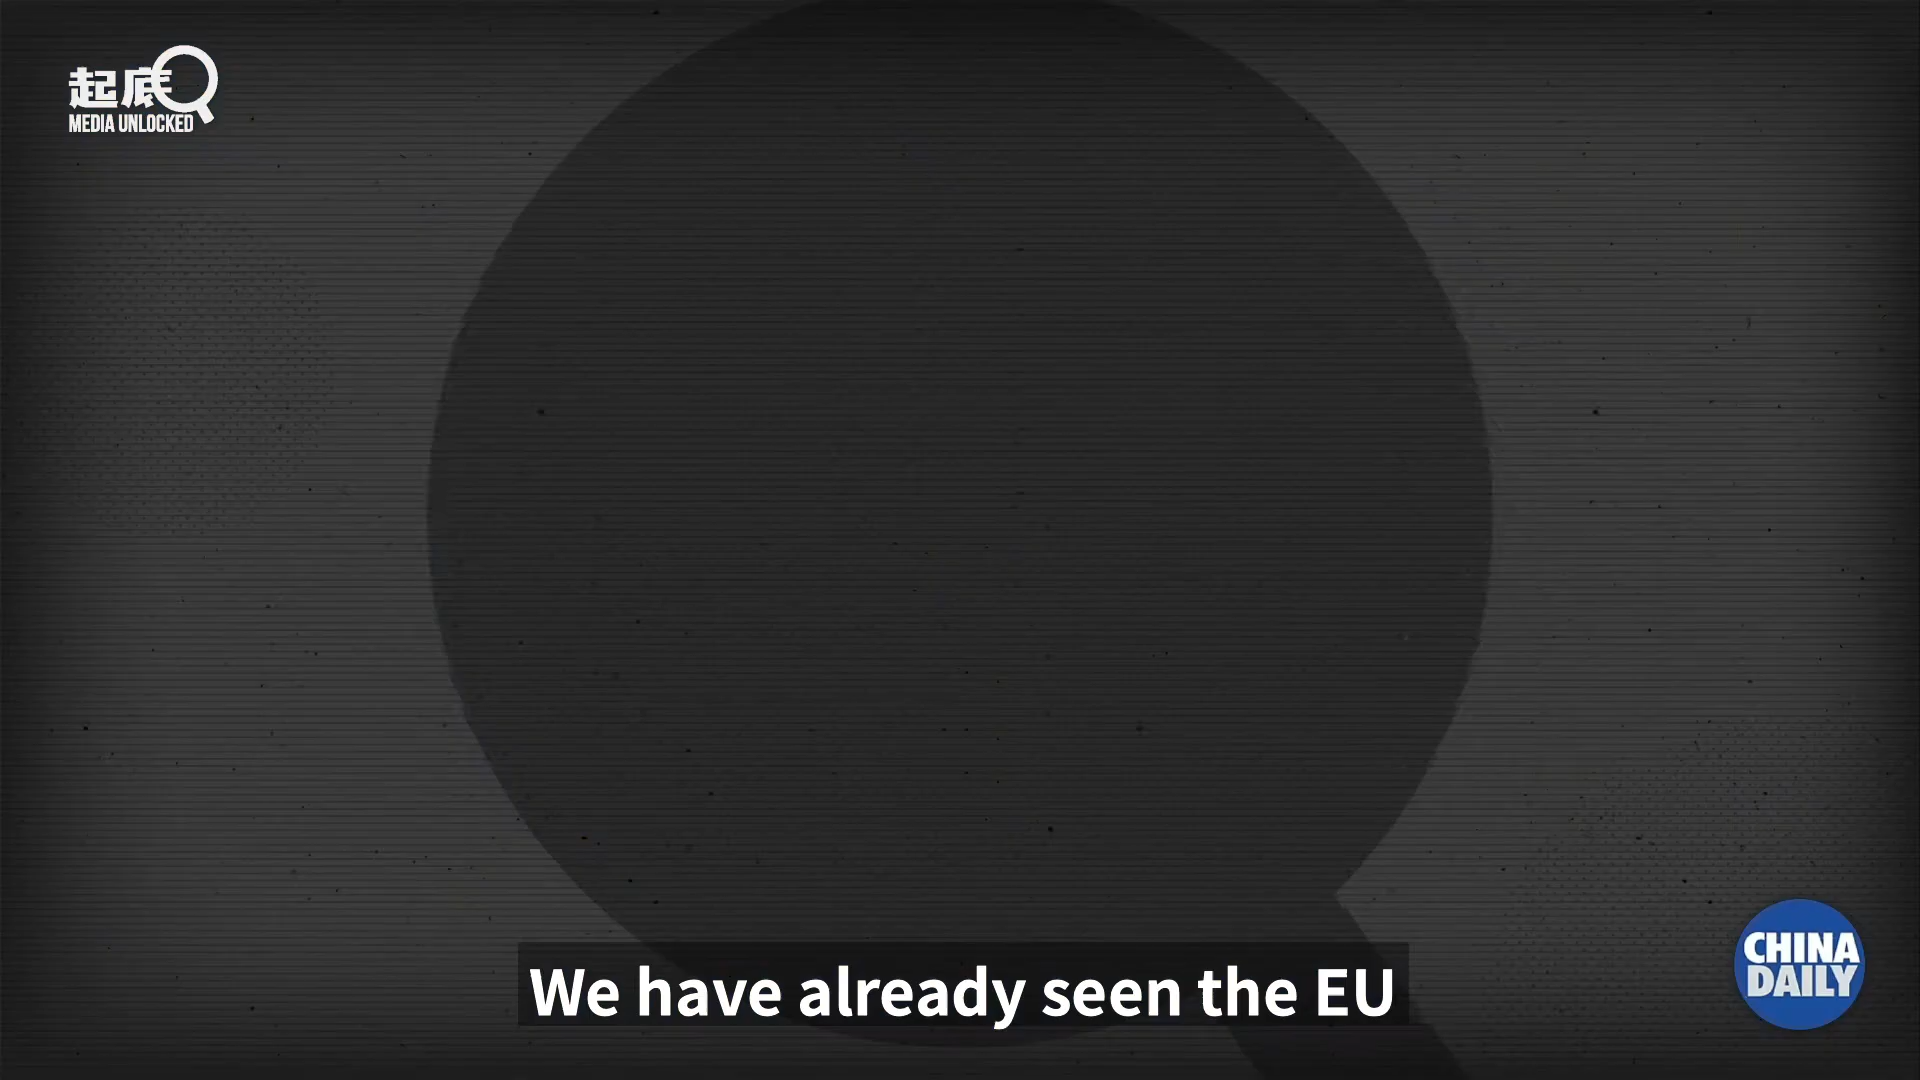 起底
MEDIA UNLOCKED
We have already seen the EU
CHINA
DAILY